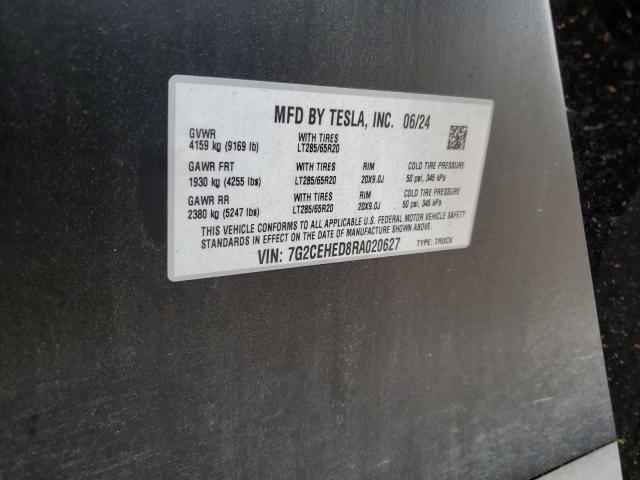 MFD BY TESLA, INC. 06/24
GVWR
4159 kg (9169 lb)
WITH TIRES
LT285/65R20
GAWR FRT
1930 kg (4255 lbs)
WITH TIRES
LT285/65R20
RIM
20X9.0J
COLD TIRE PRESSURE
50 psi, 345 kPa
GAWR RR
2380 kg (5247 lbs)
WITH TIRES
LT285/65R20
RIM
20X9.0J
COLD TIRE PRESSURE
50 psi, 345 kPa
THIS VEHICLE CONFORMS TO ALL APPLICABLE U.S. FEDERAL MOTOR VEHICLE SAFETY
STANDARDS IN EFFECT ON THE DATE OF MANUFACTURE SHOWN ABOVE.
VIN: 7G2CEHED8RA020627 TYPE: TRUCK